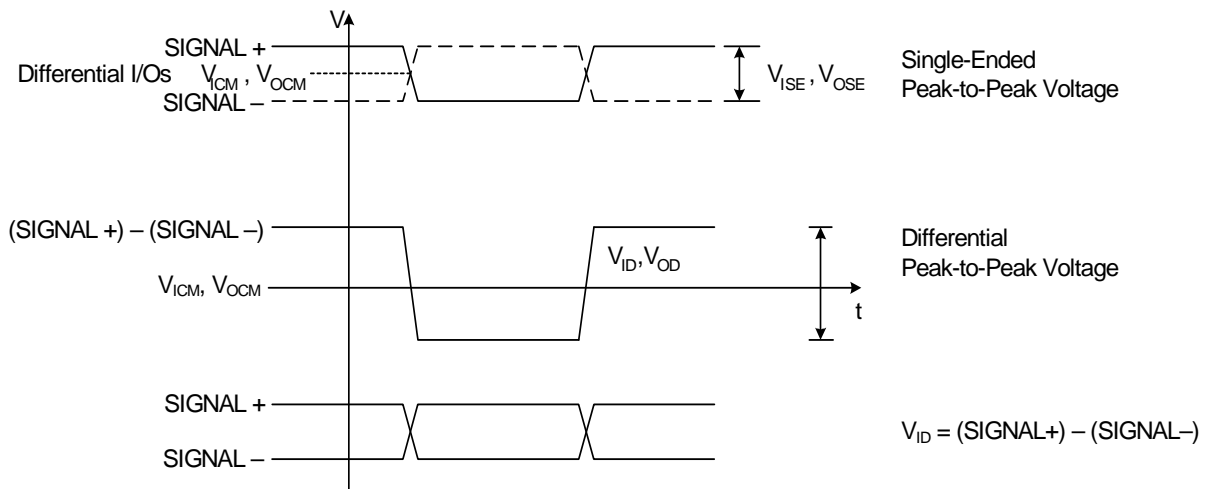 V
SIGNAL +
Differential I/Os V_ICM , V_OCM
SIGNAL –
V_ISE , V_OSE
Single-Ended
Peak-to-Peak Voltage
(SIGNAL +) – (SIGNAL –)
V_ID, V_OD
Differential
Peak-to-Peak Voltage
V_ICM, V_OCM
t
SIGNAL +
SIGNAL –
V_ID = (SIGNAL+) – (SIGNAL–)